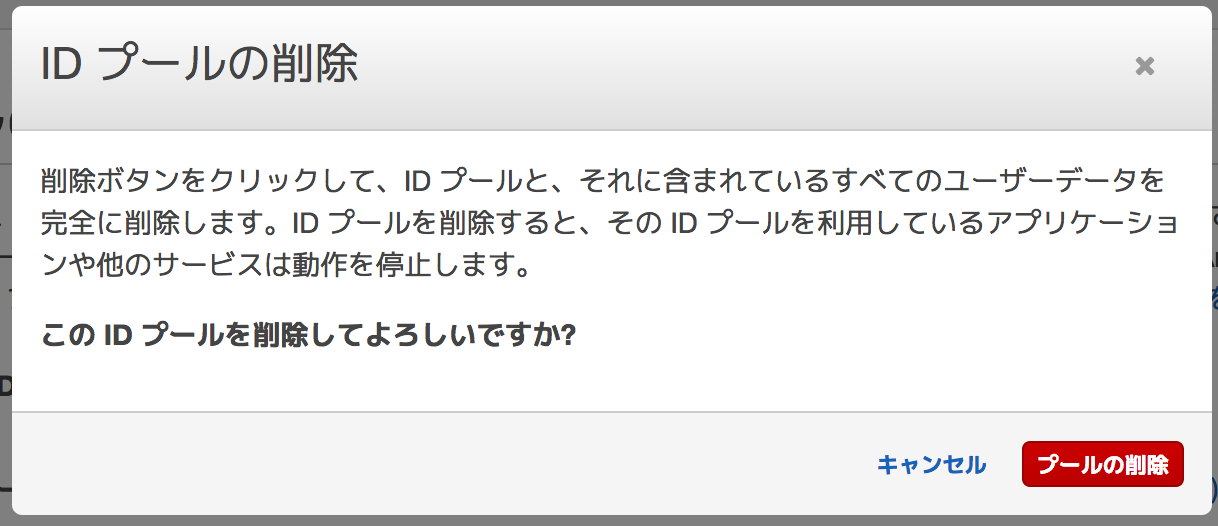 ID プールの削除
削除ボタンをクリックして、ID プールと、それに含まれているすべてのユーザーデータを
完全に削除します。ID プールを削除すると、その ID プールを利用しているアプリケーショ
ンや他のサービスは動作を停止します。
この ID プールを削除してよろしいですか?
キャンセル
プールの削除